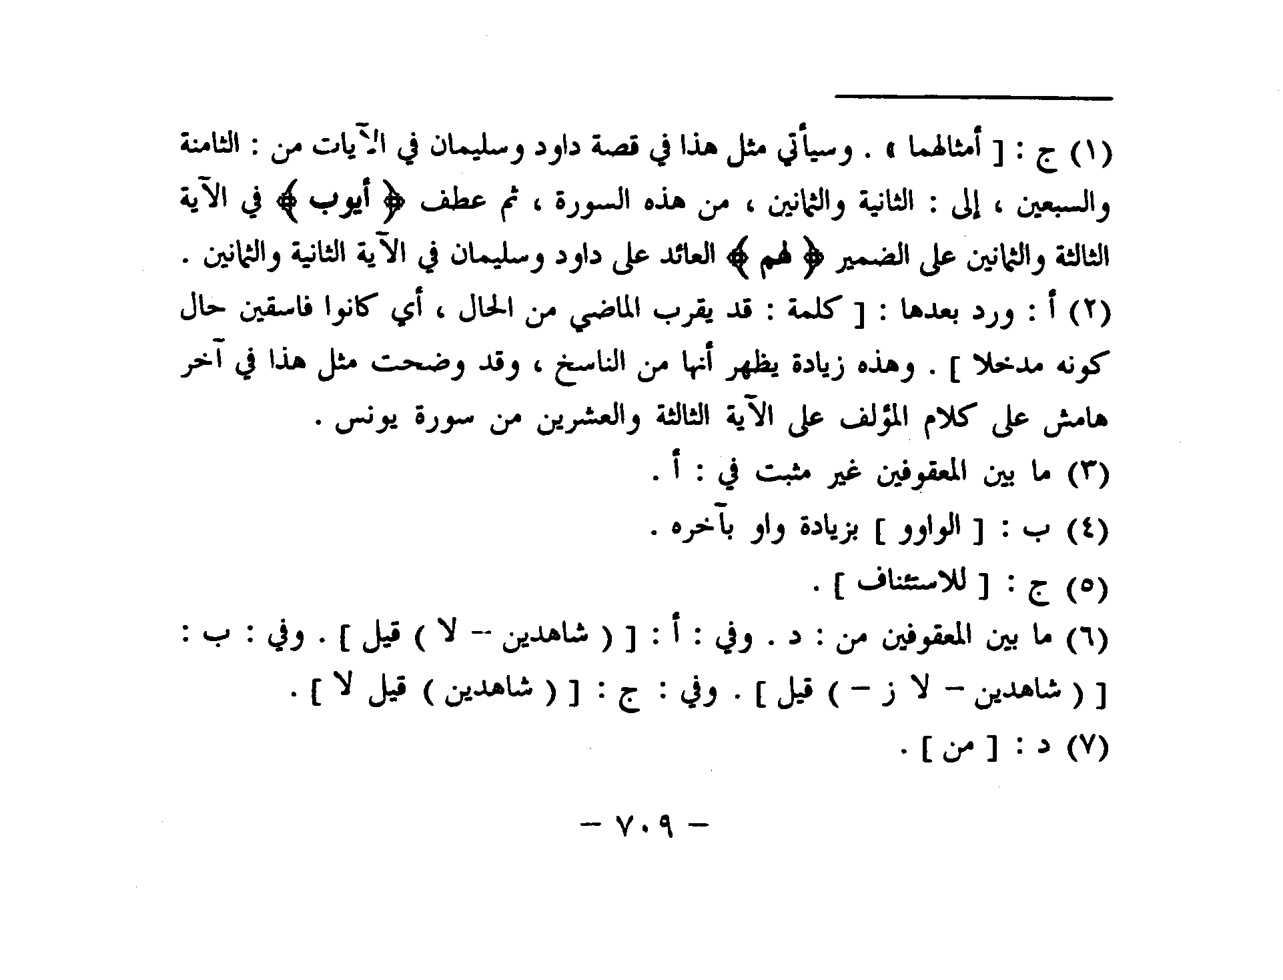 (١) ج : [ أمثالهما » . وسيأتي مثل هذا في قصة داود وسليمان في الآيات من : الثامنة
والسبعين ، إلى : الثانية والثمانين ، من هذه السورة ، ثم عطف ﴿ أيوب ﴾ في الآية
الثالثة والثمانين على الضمير ﴿ لهم ﴾ العائد على داود وسليمان في الآية الثانية والثمانين .
(٢) أ : ورد بعدها : [ كلمة : قد يقرب الماضي من الحال ، أي كانوا فاسقين حال
كونه مدخلا ] . وهذه زيادة يظهر أنها من الناسخ ، وقد وضحت مثل هذا في آخر
هامش على كلام المؤلف على الآية الثالثة والعشرين من سورة يونس .
(٣) ما بين المعقوفين غير مثبت في : أ .
(٤) ب : [ الواوو ] بزيادة واو بآخره .
(٥) ج : [ للاستئناف ] .
(٦) ما بين المعقوفين من : د . وفي : أ : [ ( شاهدين – لا ) قيل ] . وفي : ب :
[ ( شاهدين – لا ز – ) قيل ] . وفي : ج : [ ( شاهدين ) قيل لا ] .
(٧) د : [ من ] .
– ٧٠٩ –